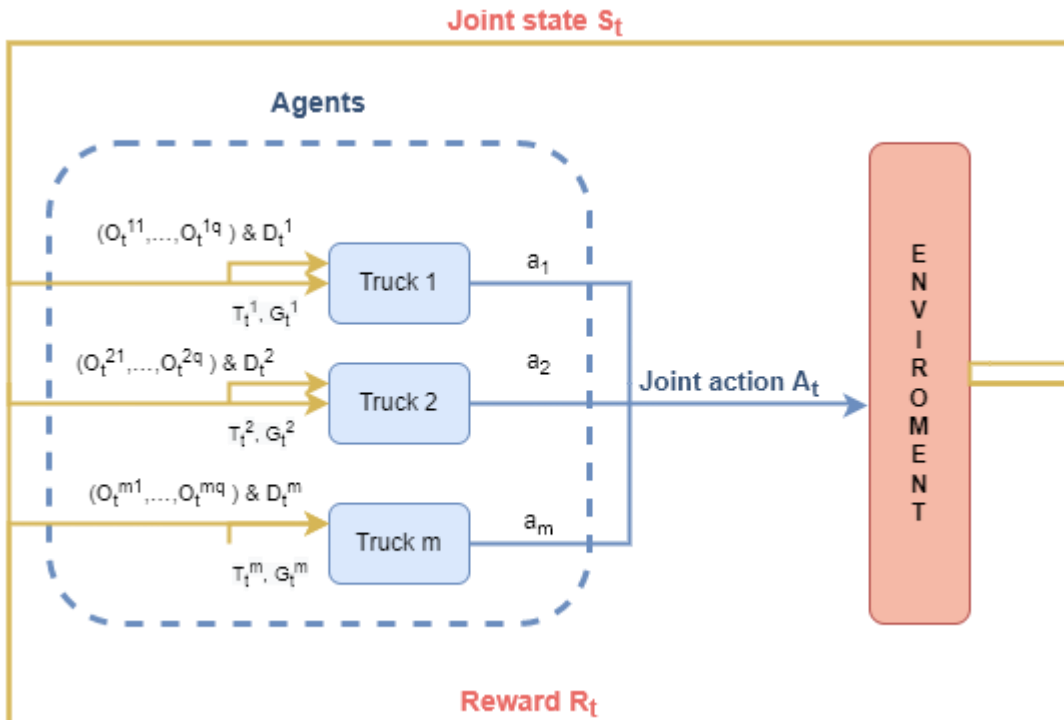 Joint state Sₜ
Agents
(Oₜ¹¹,...,Oₜ¹q ) & Dₜ¹
Truck 1
a₁
Tₜ¹, Gₜ¹
(Oₜ²¹,...,Oₜ²q ) & Dₜ²
Truck 2
a₂
Joint action Aₜ
Tₜ², Gₜ²
(Oₜᵐ¹,...,Oₜᵐq ) & Dₜᵐ
Truck m
aₘ
Tₜᵐ, Gₜᵐ
ENVIROMENT
Reward Rₜ